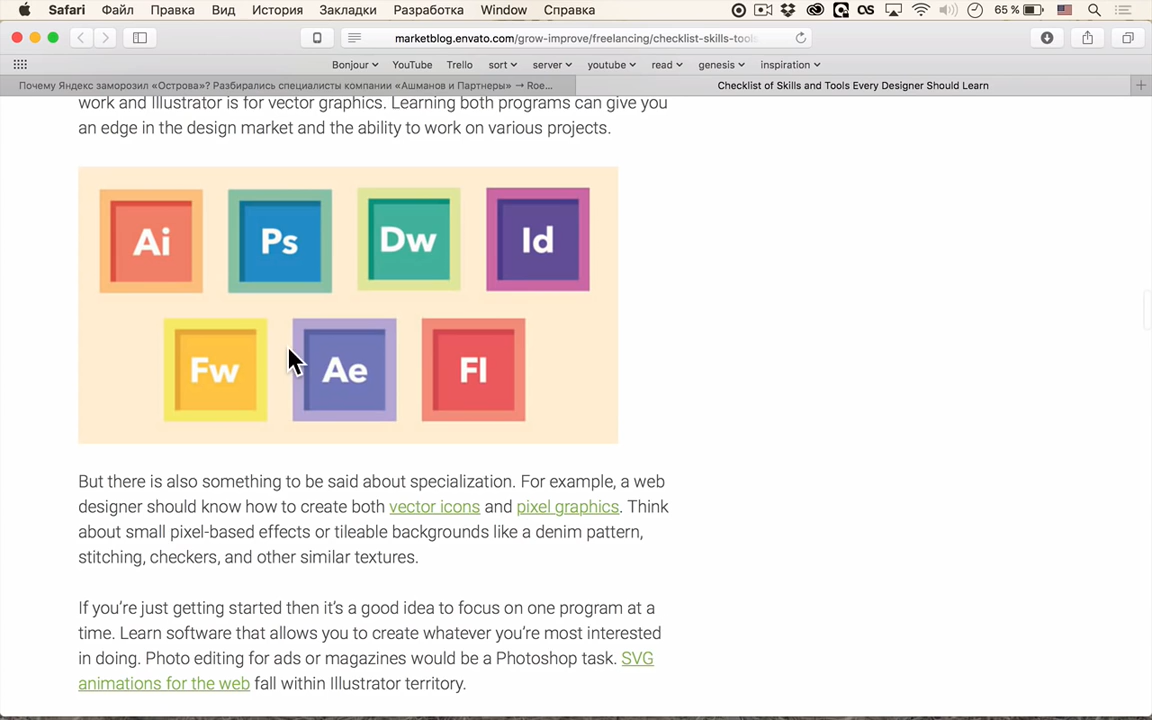 Safari Файл Правка Вид История Закладки Разработка Window Справка 65 %
marketblog.envato.com/grow-improve/freelancing/checklist-skills-tools
Bonjour YouTube Trello sort server youtube read genesis inspiration
Почему Яндекс заморозил «Острова»? Разбирались специалисты компании «Ашманов и Партнеры» → Roe... Checklist of Skills and Tools Every Designer Should Learn
work and Illustrator is for vector graphics. Learning both programs can give you
an edge in the design market and the ability to work on various projects.
Ai Ps Dw Id
Fw Ae Fl
But there is also something to be said about specialization. For example, a web
designer should know how to create both vector icons and pixel graphics. Think
about small pixel-based effects or tileable backgrounds like a denim pattern,
stitching, checkers, and other similar textures.
If you’re just getting started then it’s a good idea to focus on one program at a
time. Learn software that allows you to create whatever you’re most interested
in doing. Photo editing for ads or magazines would be a Photoshop task. SVG
animations for the web fall within Illustrator territory.